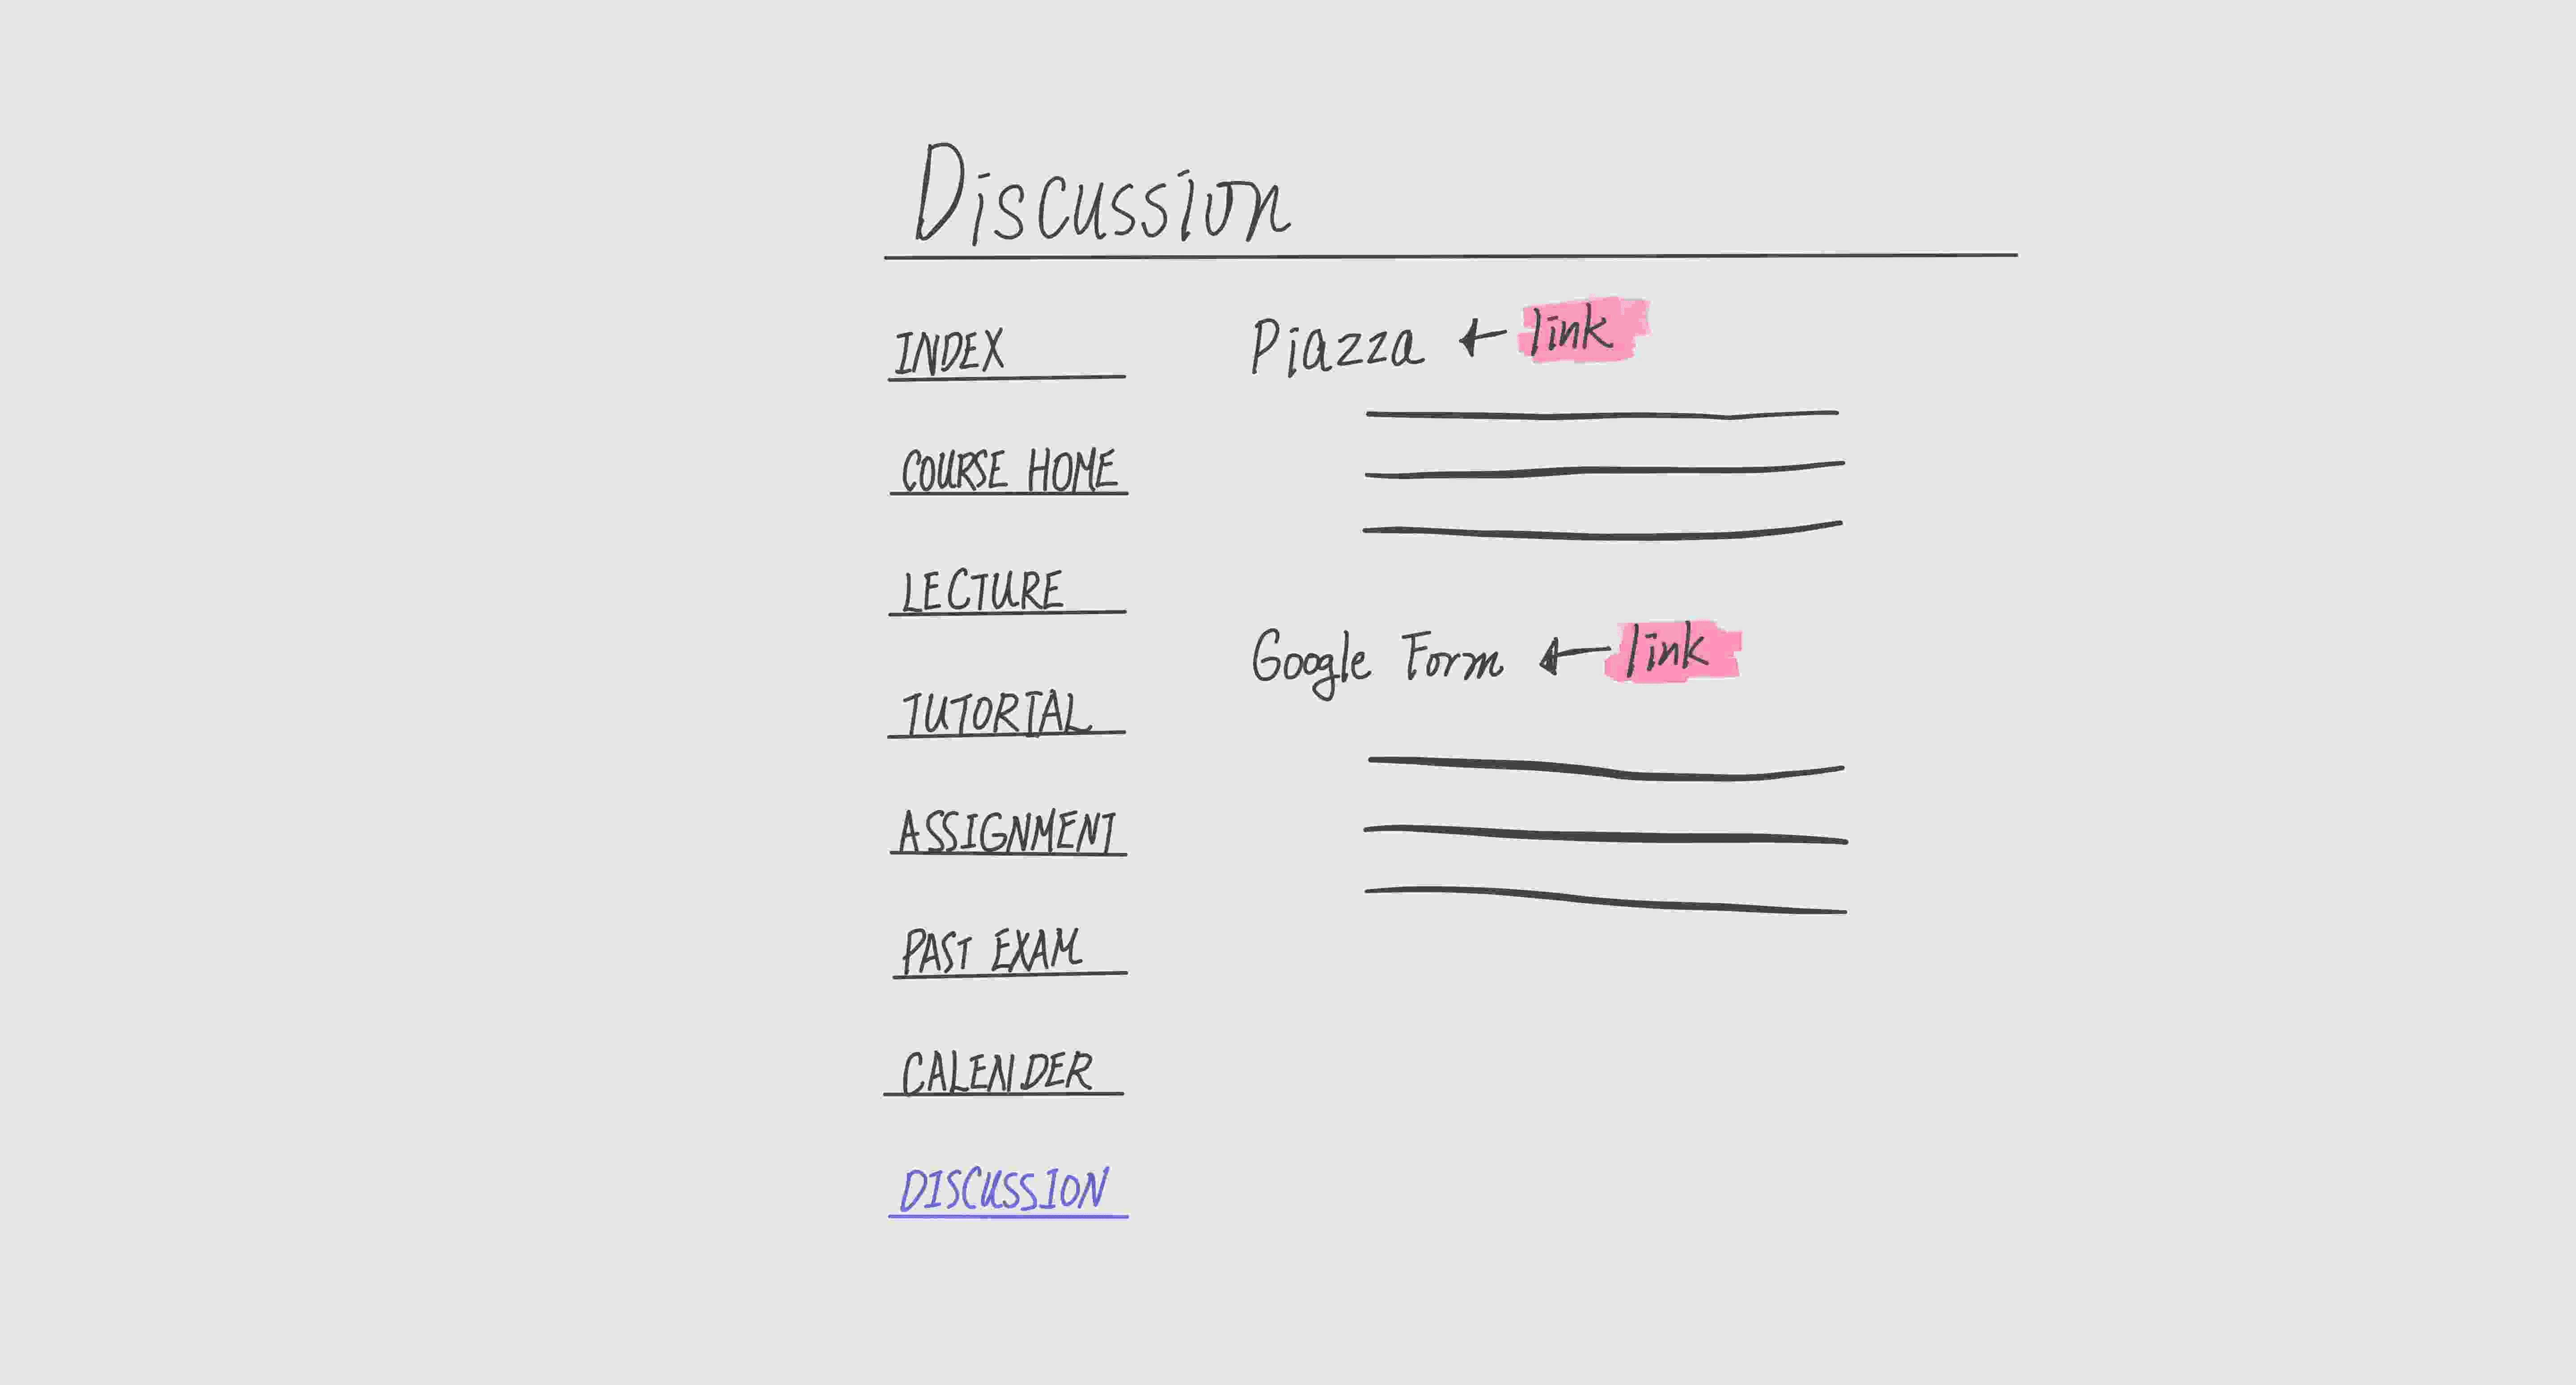 Discussion
INDEX
COURSE HOME
LECTURE
TUTORIAL
ASSIGNMENT
PAST EXAM
CALENDER
DISCUSSION
Piazza ← link
Google Form ← link